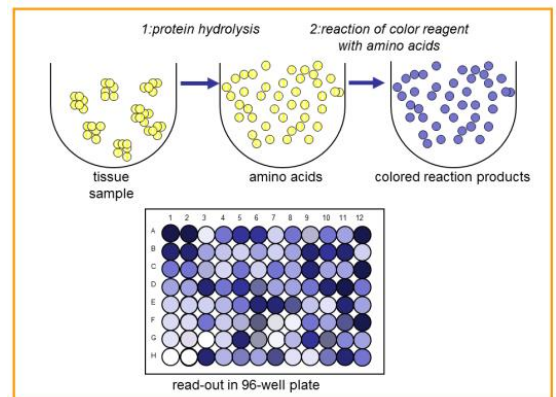 1:protein hydrolysis
2:reaction of color reagent
with amino acids
tissue
sample
amino acids
colored reaction products
1 2 3 4 5 6 7 8 9 10 11 12
A
B
C
D
E
F
G
H
read-out in 96-well plate